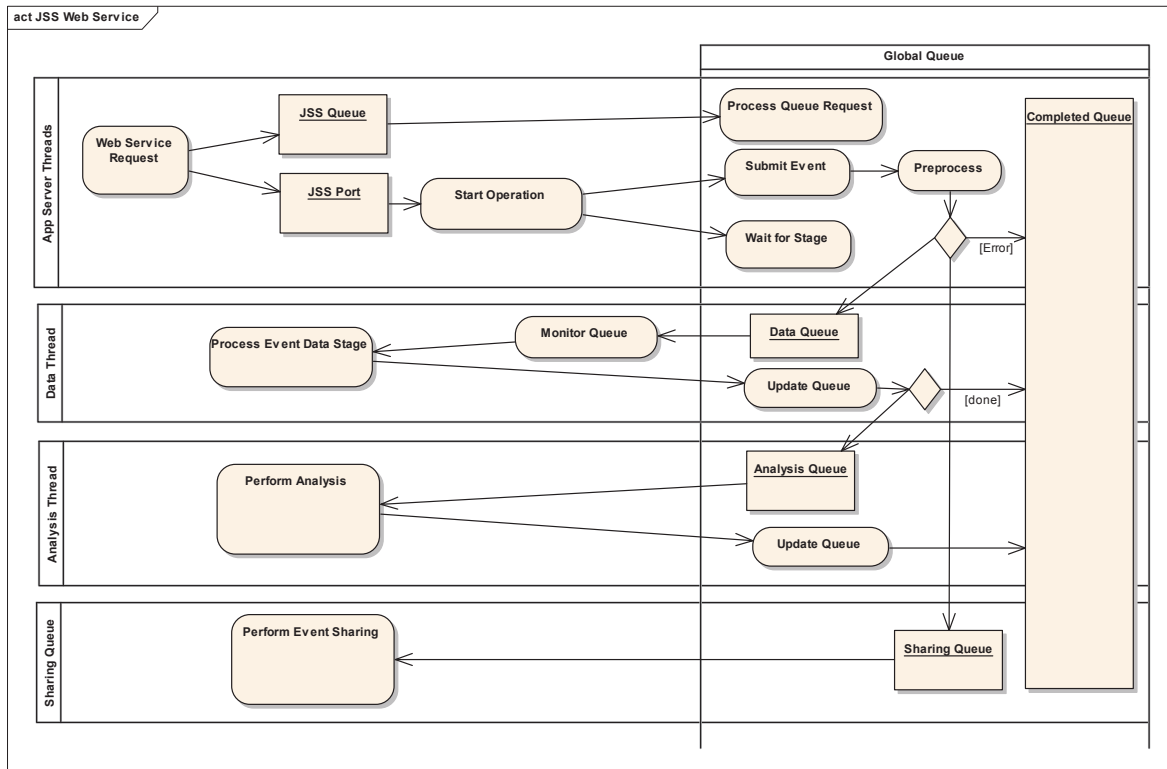 act JSS Web Service
Global Queue
App Server Threads
Web Service
Request
JSS Queue
JSS Port
Start Operation
Process Queue Request
Submit Event
Preprocess
Wait for Stage
[Error]
Completed Queue
Data Thread
Process Event Data Stage
Monitor Queue
Data Queue
Update Queue
[done]
Analysis Thread
Perform Analysis
Analysis Queue
Update Queue
Sharing Queue
Perform Event Sharing
Sharing Queue